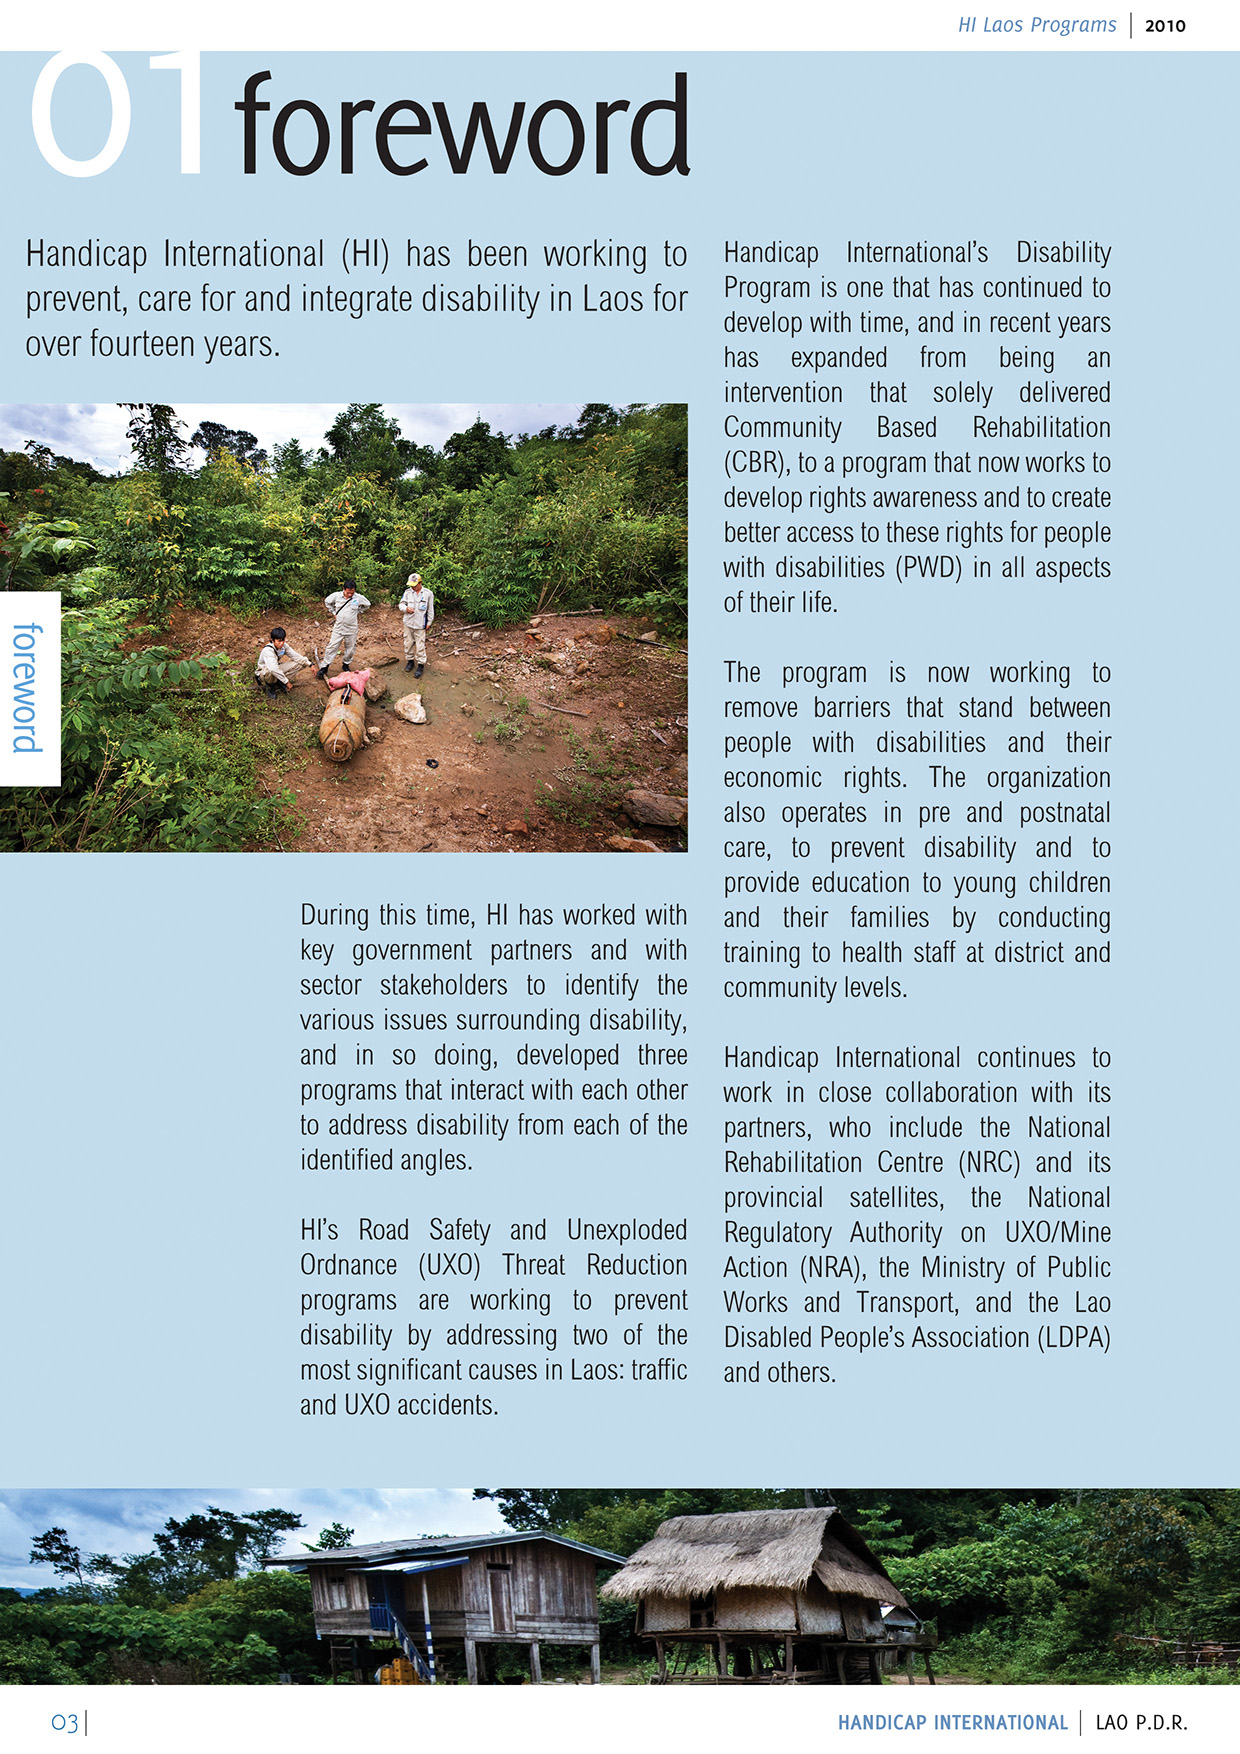 HI Laos Programs | 2010
01 foreword
Handicap International (HI) has been working to
prevent, care for and integrate disability in Laos for
over fourteen years.
foreword
During this time, HI has worked with
key government partners and with
sector stakeholders to identify the
various issues surrounding disability,
and in so doing, developed three
programs that interact with each other
to address disability from each of the
identified angles.
HI's Road Safety and Unexploded
Ordnance (UXO) Threat Reduction
programs are working to prevent
disability by addressing two of the
most significant causes in Laos: traffic
and UXO accidents.
Handicap International's Disability
Program is one that has continued to
develop with time, and in recent years
has expanded from being an
intervention that solely delivered
Community Based Rehabilitation
(CBR), to a program that now works to
develop rights awareness and to create
better access to these rights for people
with disabilities (PWD) in all aspects
of their life.
The program is now working to
remove barriers that stand between
people with disabilities and their
economic rights. The organization
also operates in pre and postnatal
care, to prevent disability and to
provide education to young children
and their families by conducting
training to health staff at district and
community levels.
Handicap International continues to
work in close collaboration with its
partners, who include the National
Rehabilitation Centre (NRC) and its
provincial satellites, the National
Regulatory Authority on UXO/Mine
Action (NRA), the Ministry of Public
Works and Transport, and the Lao
Disabled People's Association (LDPA)
and others.
03 |
HANDICAP INTERNATIONAL | LAO P.D.R.